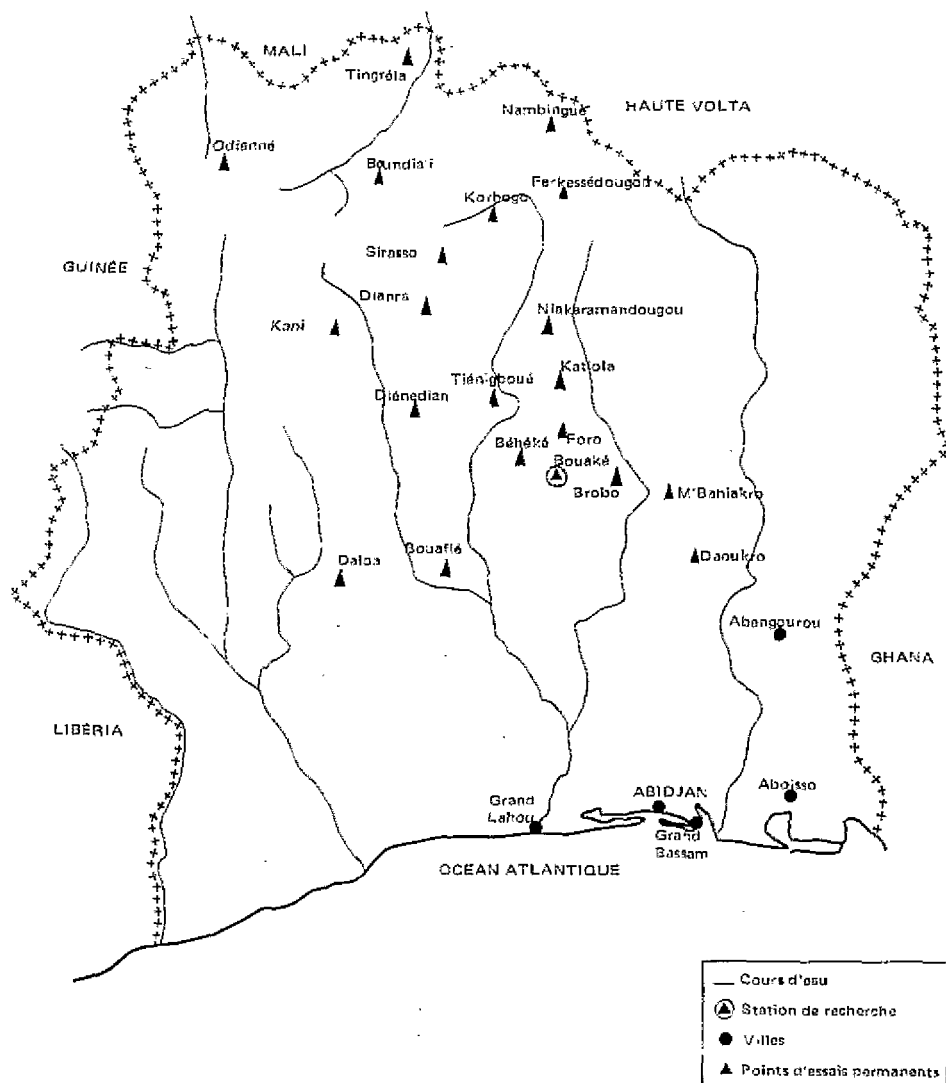 MALI
Tingréla
HAUTE VOLTA
Nambingué
Odienné
Boundiali
Ferkessédougou
Korhogo
GUINÉE
Sirasso
Dianra
Kani
Niakaramandougou
Katiola
Tiénigboué
Diénedian
Foro
Béhéké
Bouaké
Brobo
M'Bahiakro
Daloa
Bouaflé
Daoukro
Abengourou
GHANA
LIBÉRIA
Grand
Lahou
ABIDJAN
Aboisso
Grand
Bassam
OCEAN ATLANTIQUE
Cours d'eau
Station de recherche
Villes
Points d'essais permanents